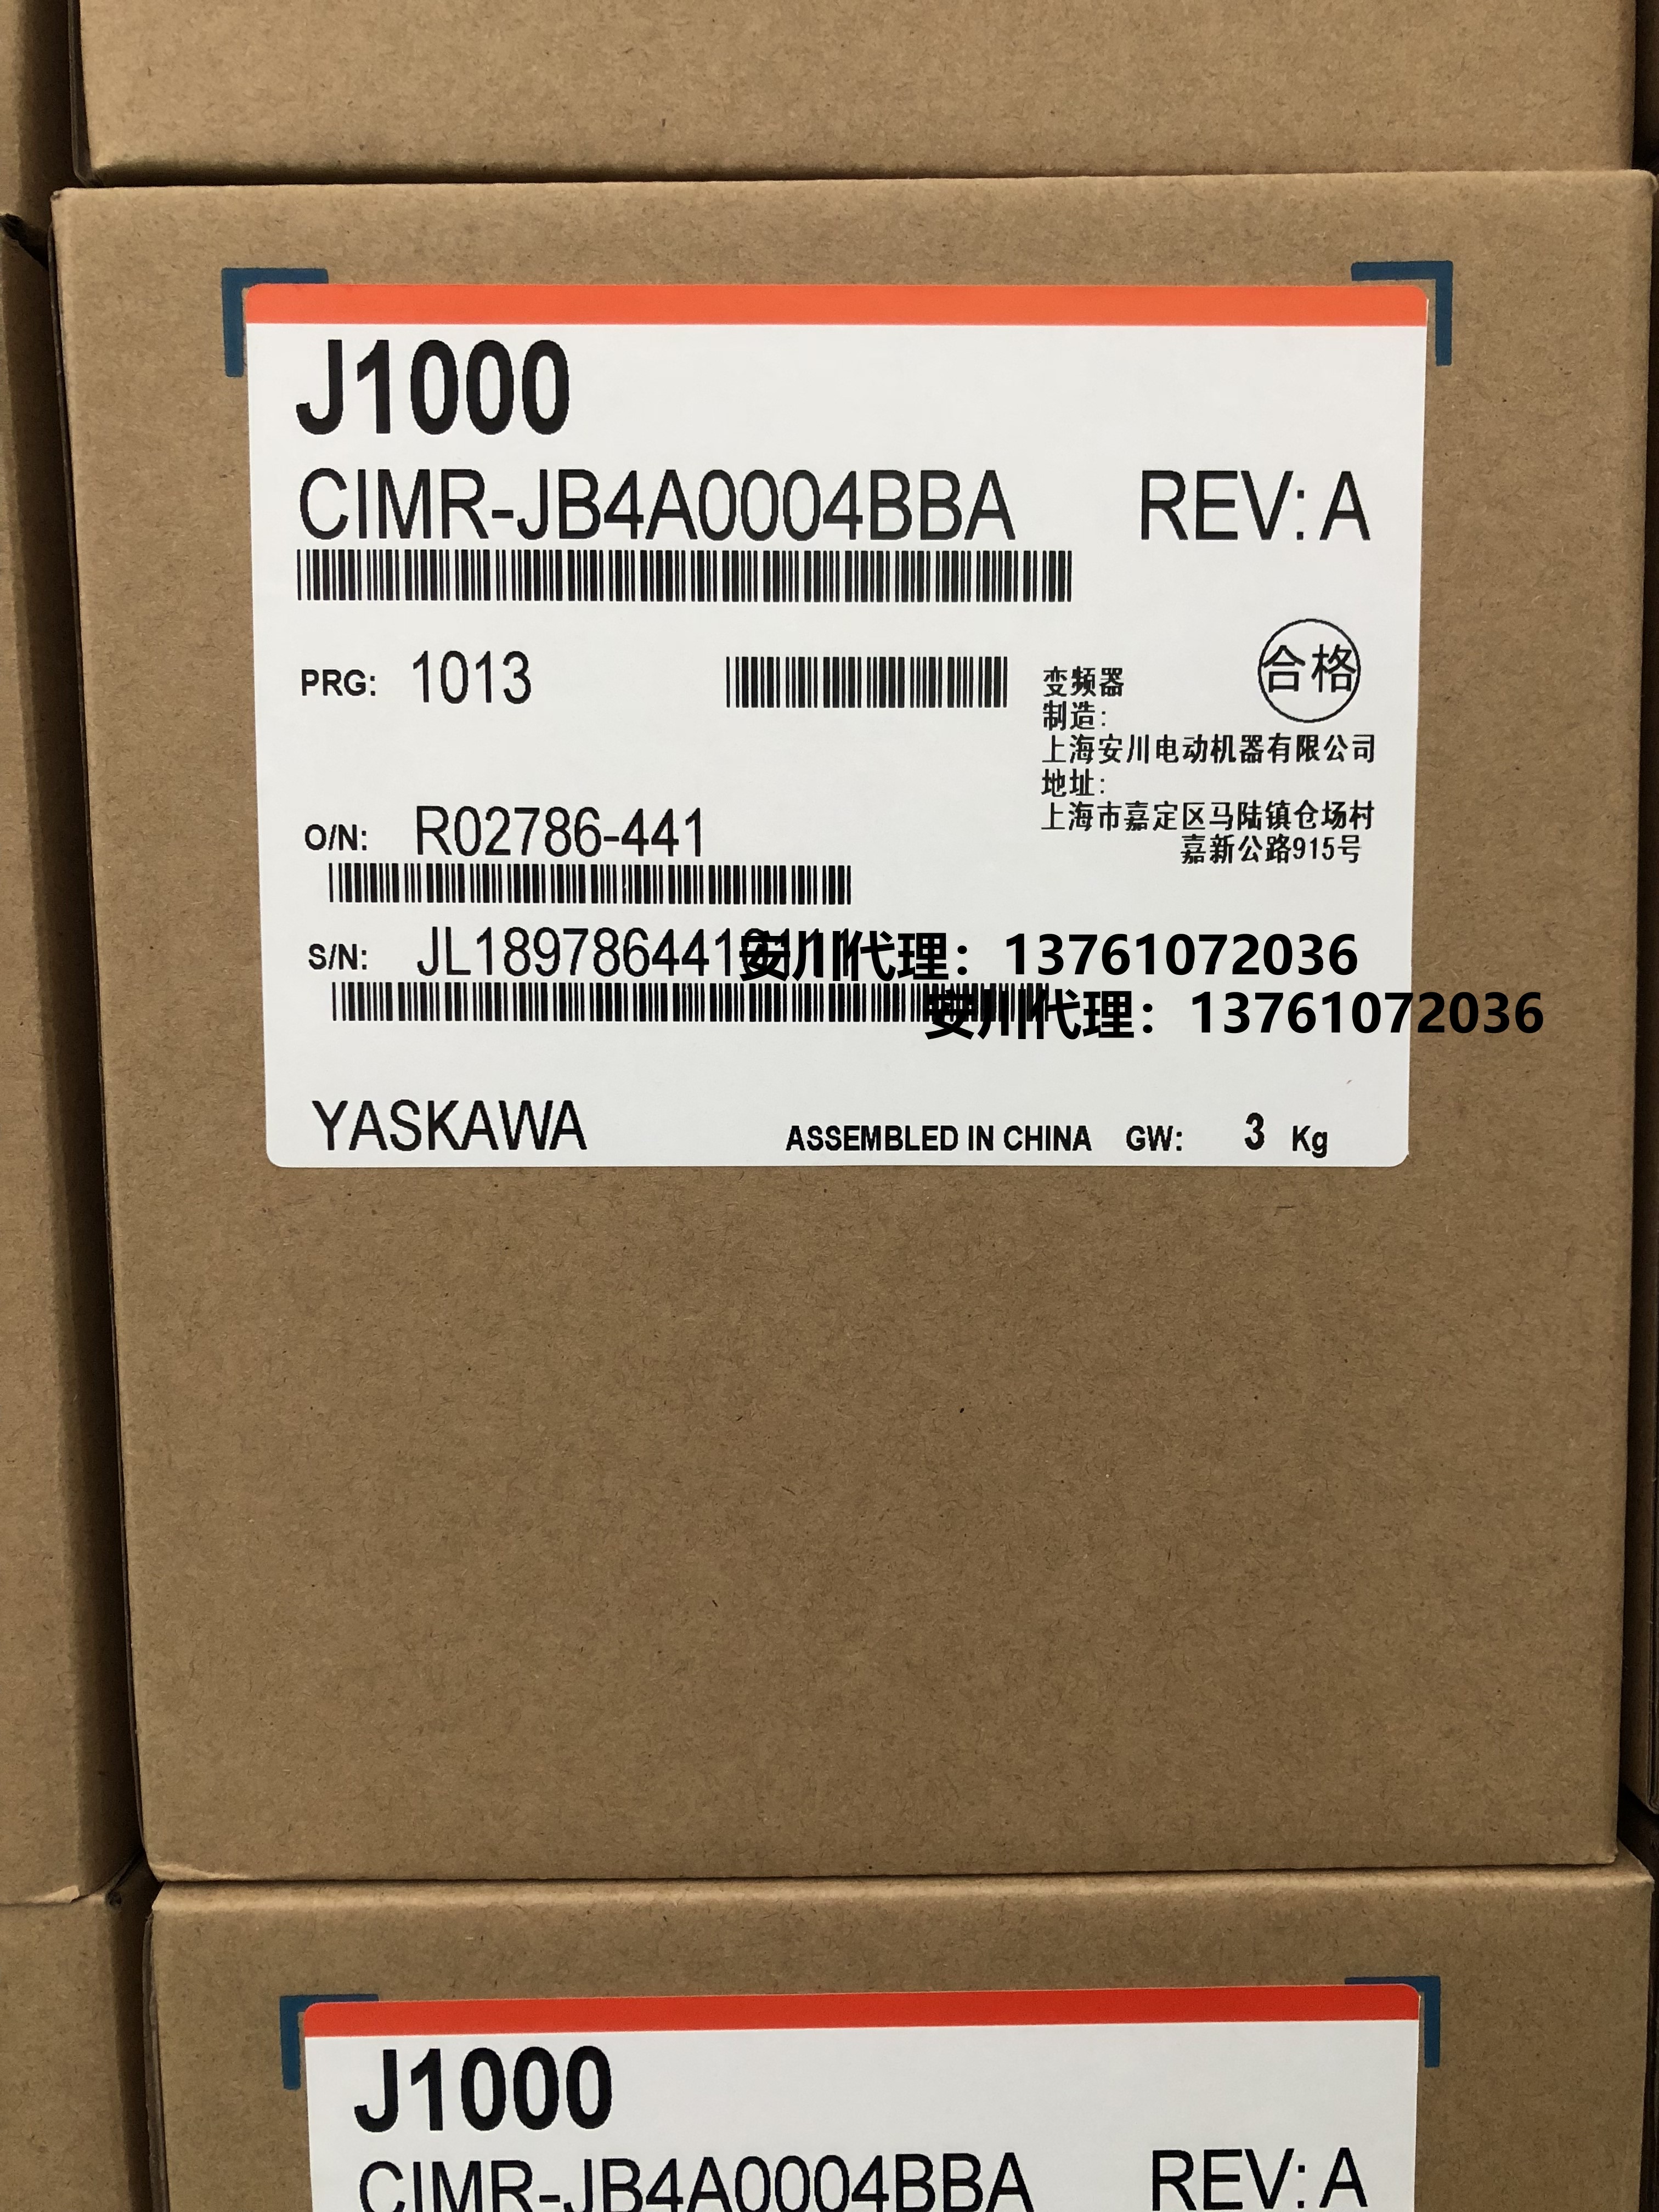 J1000
CIMR-JB4A0004BBA REV: A
PRG: 1013
合格
变频器
制造:
上海安川电动机器有限公司
地址:
上海市嘉定区马陆镇仓场村
嘉新公路915号
O/N: R02786-441
S/N:
安川代理：13761072036
安川代理：13761072036
YASKAWA ASSEMBLED IN CHINA GW: 3 Kg
J1000
CIMR-JB4A0004BBA REV: A